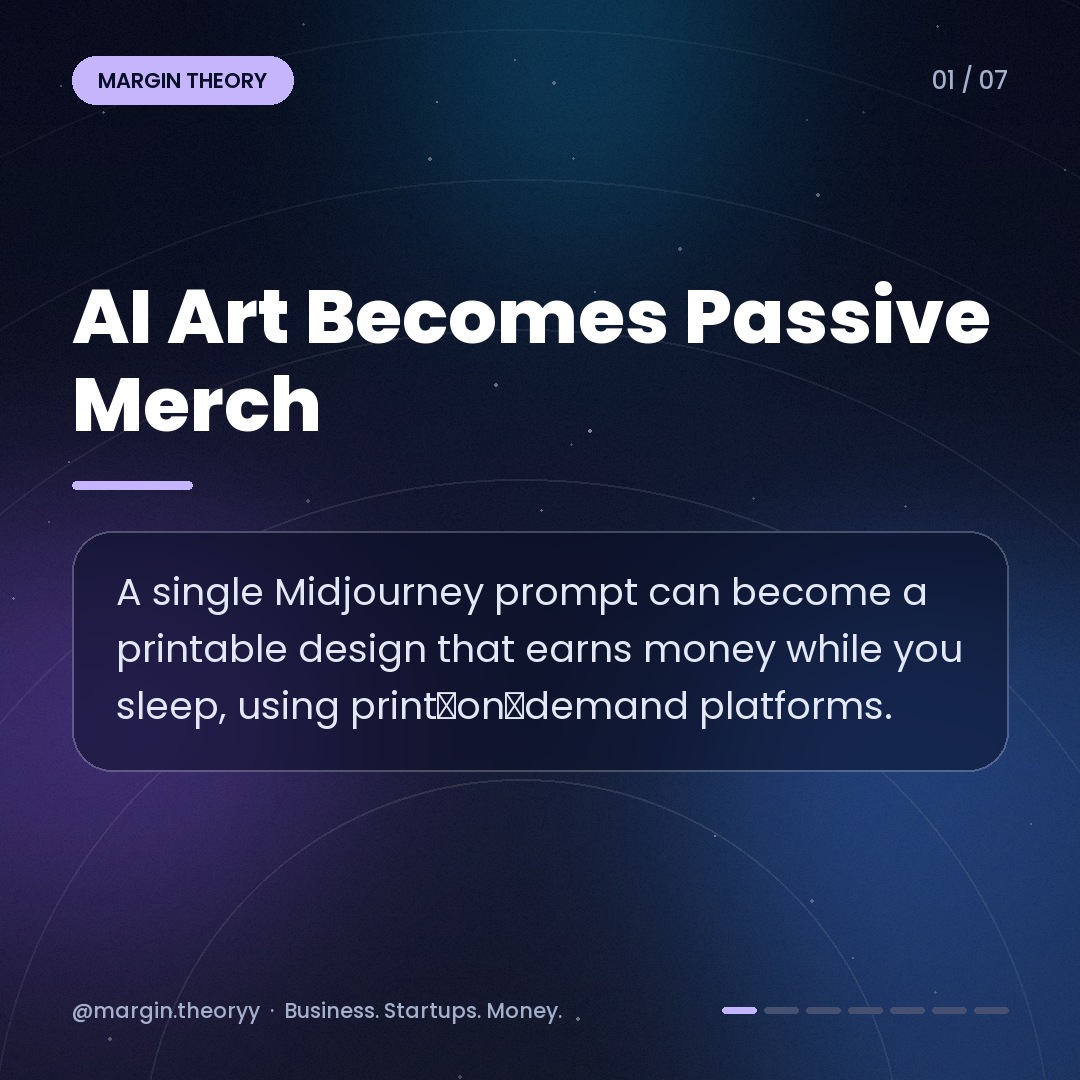 MARGIN THEORY
01 / 07
AI Art Becomes Passive
Merch
A single Midjourney prompt can become a
printable design that earns money while you
sleep, using print☒on☒demand platforms.
@margin.theoryy · Business. Startups. Money.